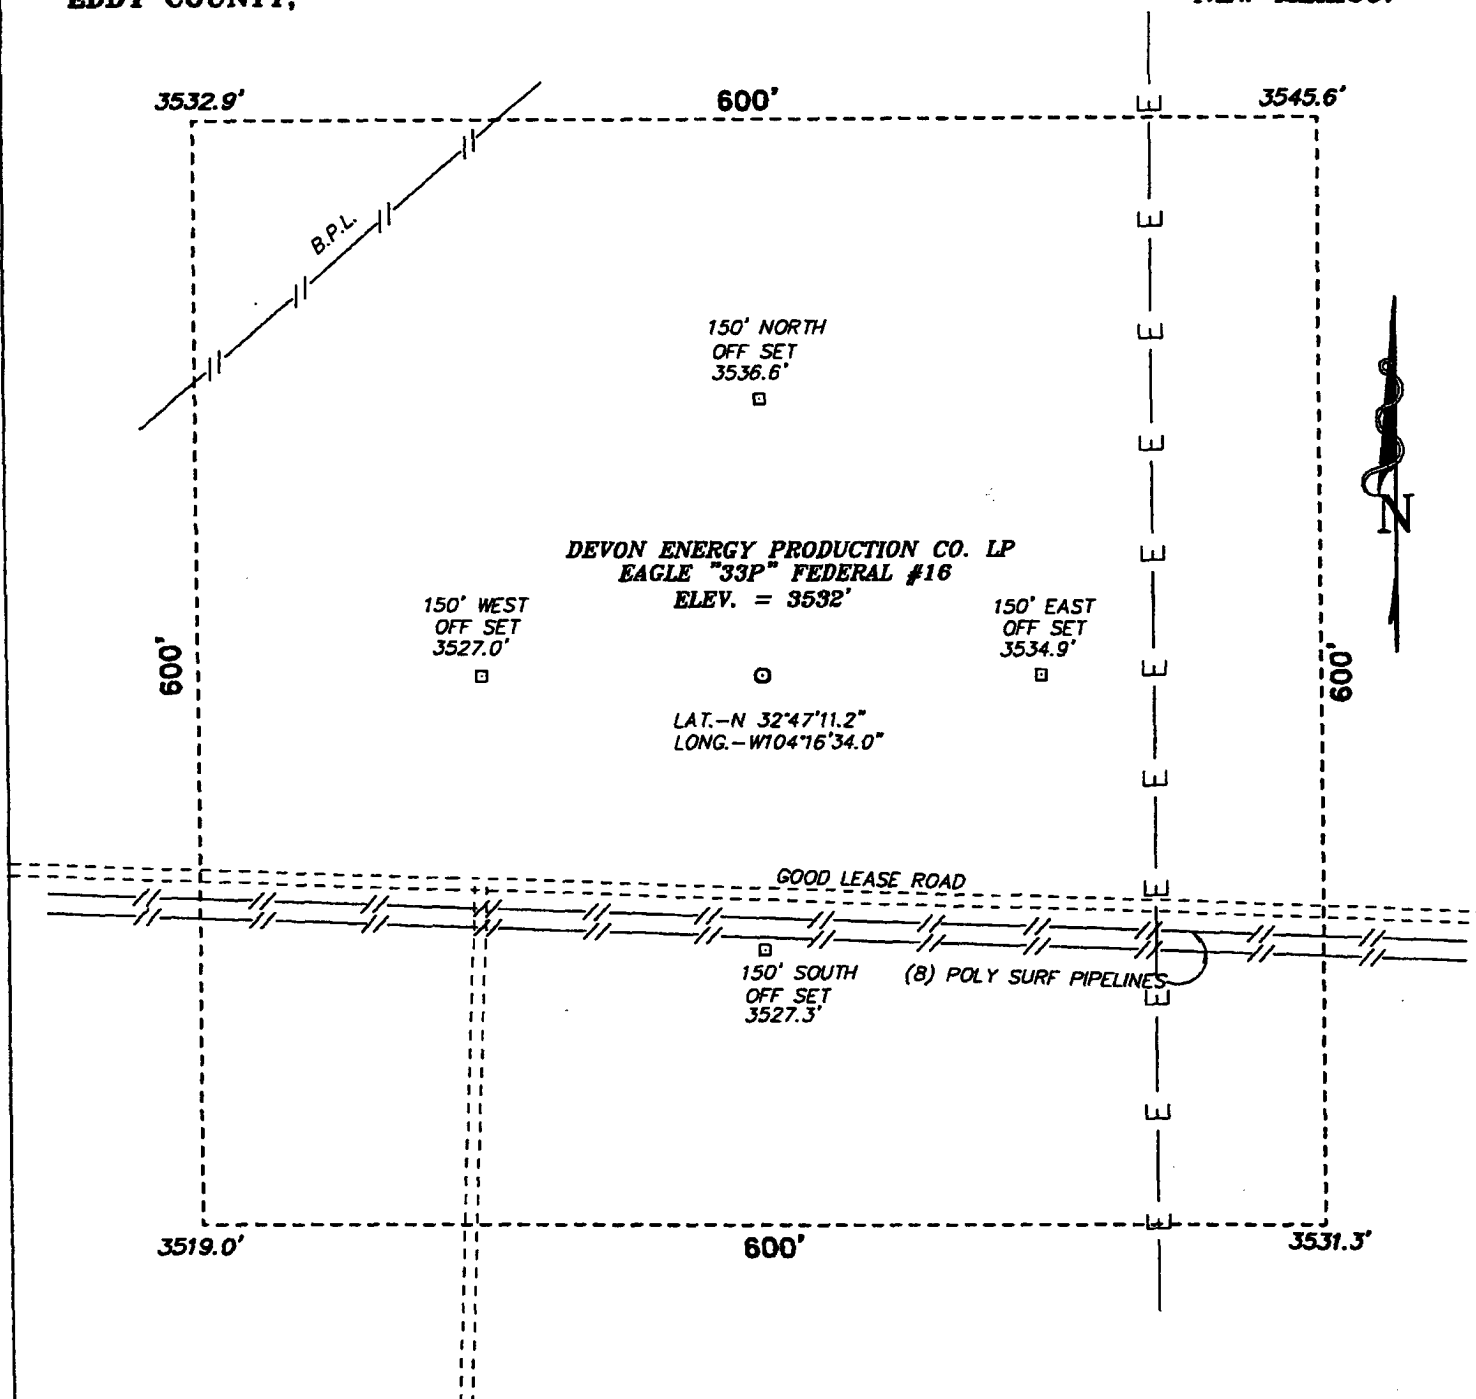 EDDY COUNTY,
NEW MEXICO.
3532.9'
600'
3545.6'
B.P.L.
150' NORTH
OFF SET
3536.6'
N
DEVON ENERGY PRODUCTION CO. LP
EAGLE "33P" FEDERAL #16
ELEV. = 3532'
150' WEST
OFF SET
3527.0'
150' EAST
OFF SET
3534.9'
600'
600'
LAT.-N 32°47'11.2"
LONG.-W104°16'34.0"
GOOD LEASE ROAD
150' SOUTH
OFF SET
3527.3'
(8) POLY SURF PIPELINES
E
E
E
E
E
E
E
E
E
E
E
3519.0'
600'
3531.3'